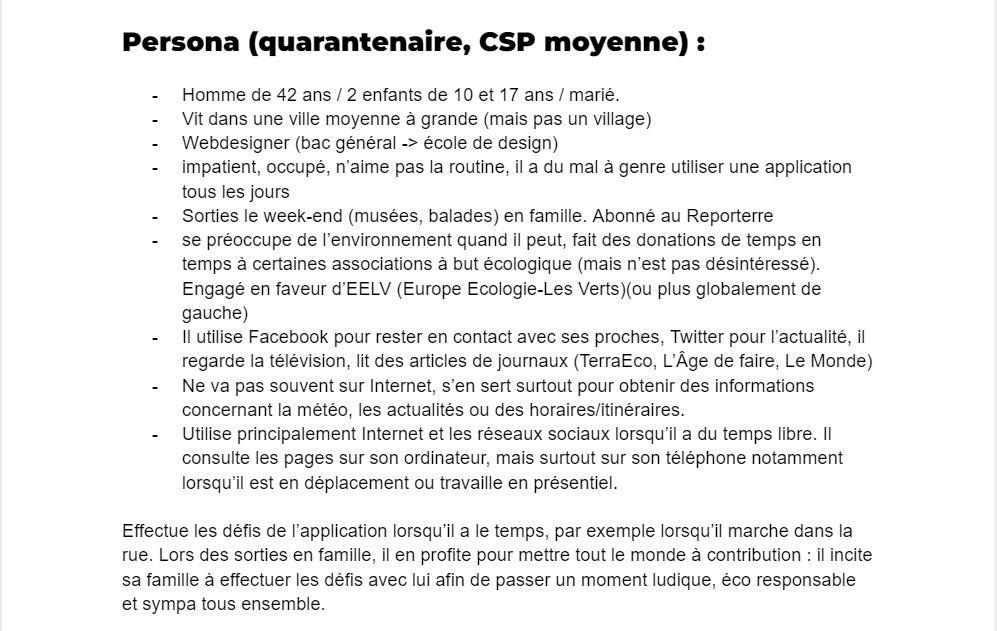 Persona (quarantenaire, CSP moyenne) :
- Homme de 42 ans / 2 enfants de 10 et 17 ans / marié.
- Vit dans une ville moyenne à grande (mais pas un village)
- Webdesigner (bac général -> école de design)
- impatient, occupé, n’aime pas la routine, il a du mal à genre utiliser une application
tous les jours
- Sorties le week-end (musées, balades) en famille. Abonné au Reporterre
- se préoccupe de l’environnement quand il peut, fait des donations de temps en
temps à certaines associations à but écologique (mais n’est pas désintéressé).
Engagé en faveur d’EELV (Europe Ecologie-Les Verts)(ou plus globalement de
gauche)
- Il utilise Facebook pour rester en contact avec ses proches, Twitter pour l’actualité, il
regarde la télévision, lit des articles de journaux (TerraEco, L’Âge de faire, Le Monde)
- Ne va pas souvent sur Internet, s’en sert surtout pour obtenir des informations
concernant la météo, les actualités ou des horaires/itinéraires.
- Utilise principalement Internet et les réseaux sociaux lorsqu’il a du temps libre. Il
consulte les pages sur son ordinateur, mais surtout sur son téléphone notamment
lorsqu’il est en déplacement ou travaille en présentiel.
Effectue les défis de l’application lorsqu’il a le temps, par exemple lorsqu’il marche dans la
rue. Lors des sorties en famille, il en profite pour mettre tout le monde à contribution : il incite
sa famille à effectuer les défis avec lui afin de passer un moment ludique, éco responsable
et sympa tous ensemble.